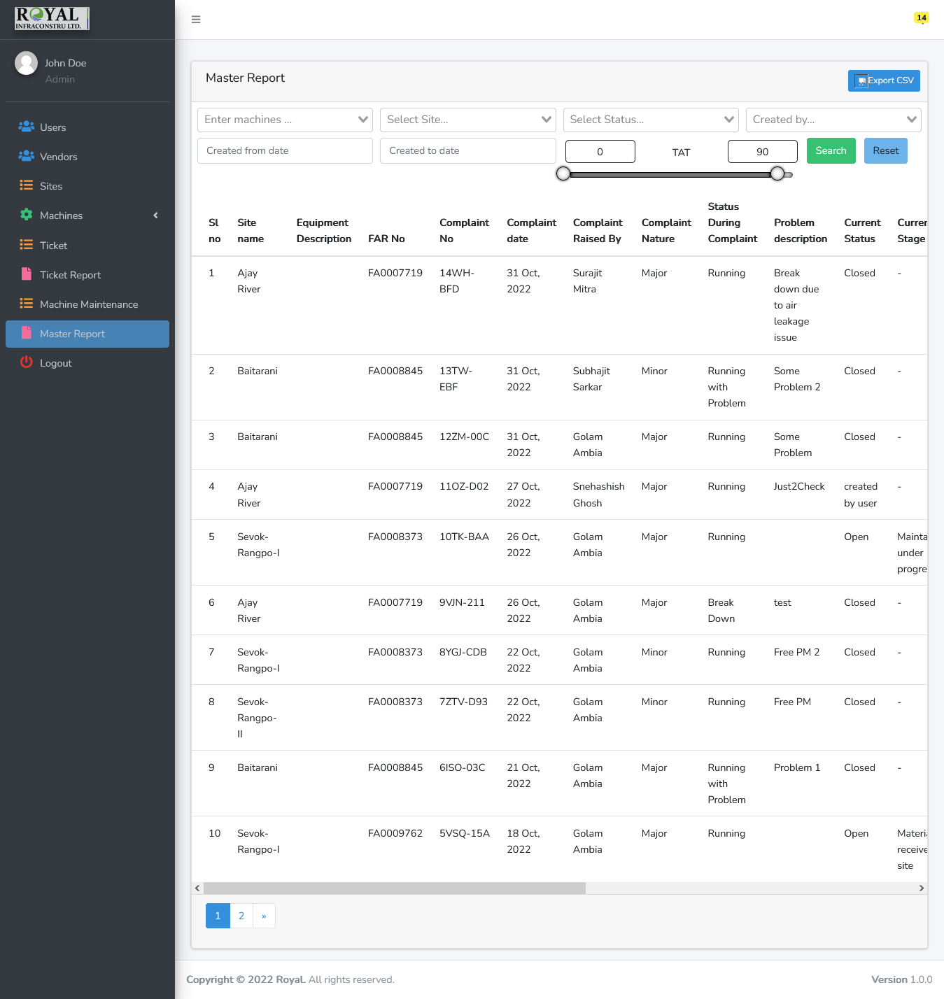 ROYAL
INFRACONSTRU LTD.
14
John Doe
Admin
Users
Vendors
Sites
Machines
Ticket
Ticket Report
Machine Maintenance
Master Report
Logout
Master Report
Export CSV
Enter machines ... Select Site... Select Status... Created by...
Created from date Created to date 0 TAT 90 Search Reset
Sl no Site name Equipment Description FAR No Complaint No Complaint date Complaint Raised By Complaint Nature Status During Complaint Problem description Current Status Curren Stage
1 Ajay River FA0007719 14WH-BFD 31 Oct, 2022 Surajit Mitra Major Running Break down due to air leakage issue Closed -
2 Baitarani FA0008845 13TW-EBF 31 Oct, 2022 Subhajit Sarkar Minor Running with Problem Some Problem 2 Closed -
3 Baitarani FA0008845 12ZM-00C 31 Oct, 2022 Golam Ambia Major Running Some Problem Closed -
4 Ajay River FA0007719 11OZ-D02 27 Oct, 2022 Snehashish Ghosh Major Running Just2Check created by user -
5 Sevok-Rangpo-I FA0008373 10TK-BAA 26 Oct, 2022 Golam Ambia Major Running Open Mainta under progre
6 Ajay River FA0007719 9VJN-211 26 Oct, 2022 Golam Ambia Major Break Down test Closed -
7 Sevok-Rangpo-I FA0008373 8YGJ-CDB 22 Oct, 2022 Golam Ambia Minor Running Free PM 2 Closed -
8 Sevok-Rangpo-II FA0008373 7ZTV-D93 22 Oct, 2022 Golam Ambia Minor Running Free PM Closed -
9 Baitarani FA0008845 6ISO-03C 21 Oct, 2022 Golam Ambia Major Running with Problem Problem 1 Closed -
10 Sevok-Rangpo-I FA0009762 5VSQ-15A 18 Oct, 2022 Golam Ambia Major Running Open Materia receive site
1 2 »
Copyright © 2022 Royal. All rights reserved.
Version 1.0.0